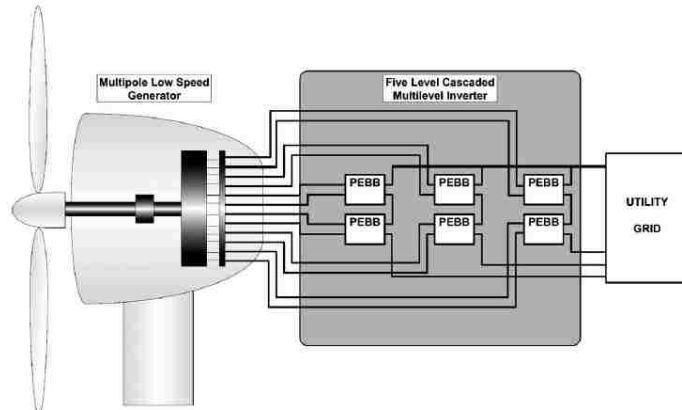 Multipole Low Speed
Generator
Five Level Cascaded
Multilevel Inverter
PEBB
PEBB
PEBB
PEBB
PEBB
PEBB
UTILITY
GRID